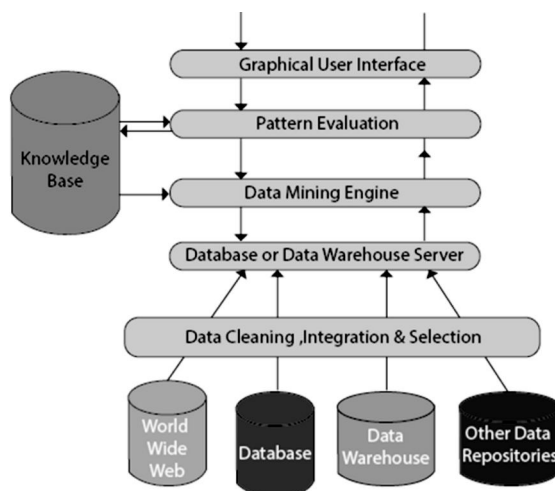 Graphical User Interface
Pattern Evaluation
Knowledge
Base
Data Mining Engine
Database or Data Warehouse Server
Data Cleaning ,Integration & Selection
World
Wide
Web
Database
Data
Warehouse
Other Data
Repositories